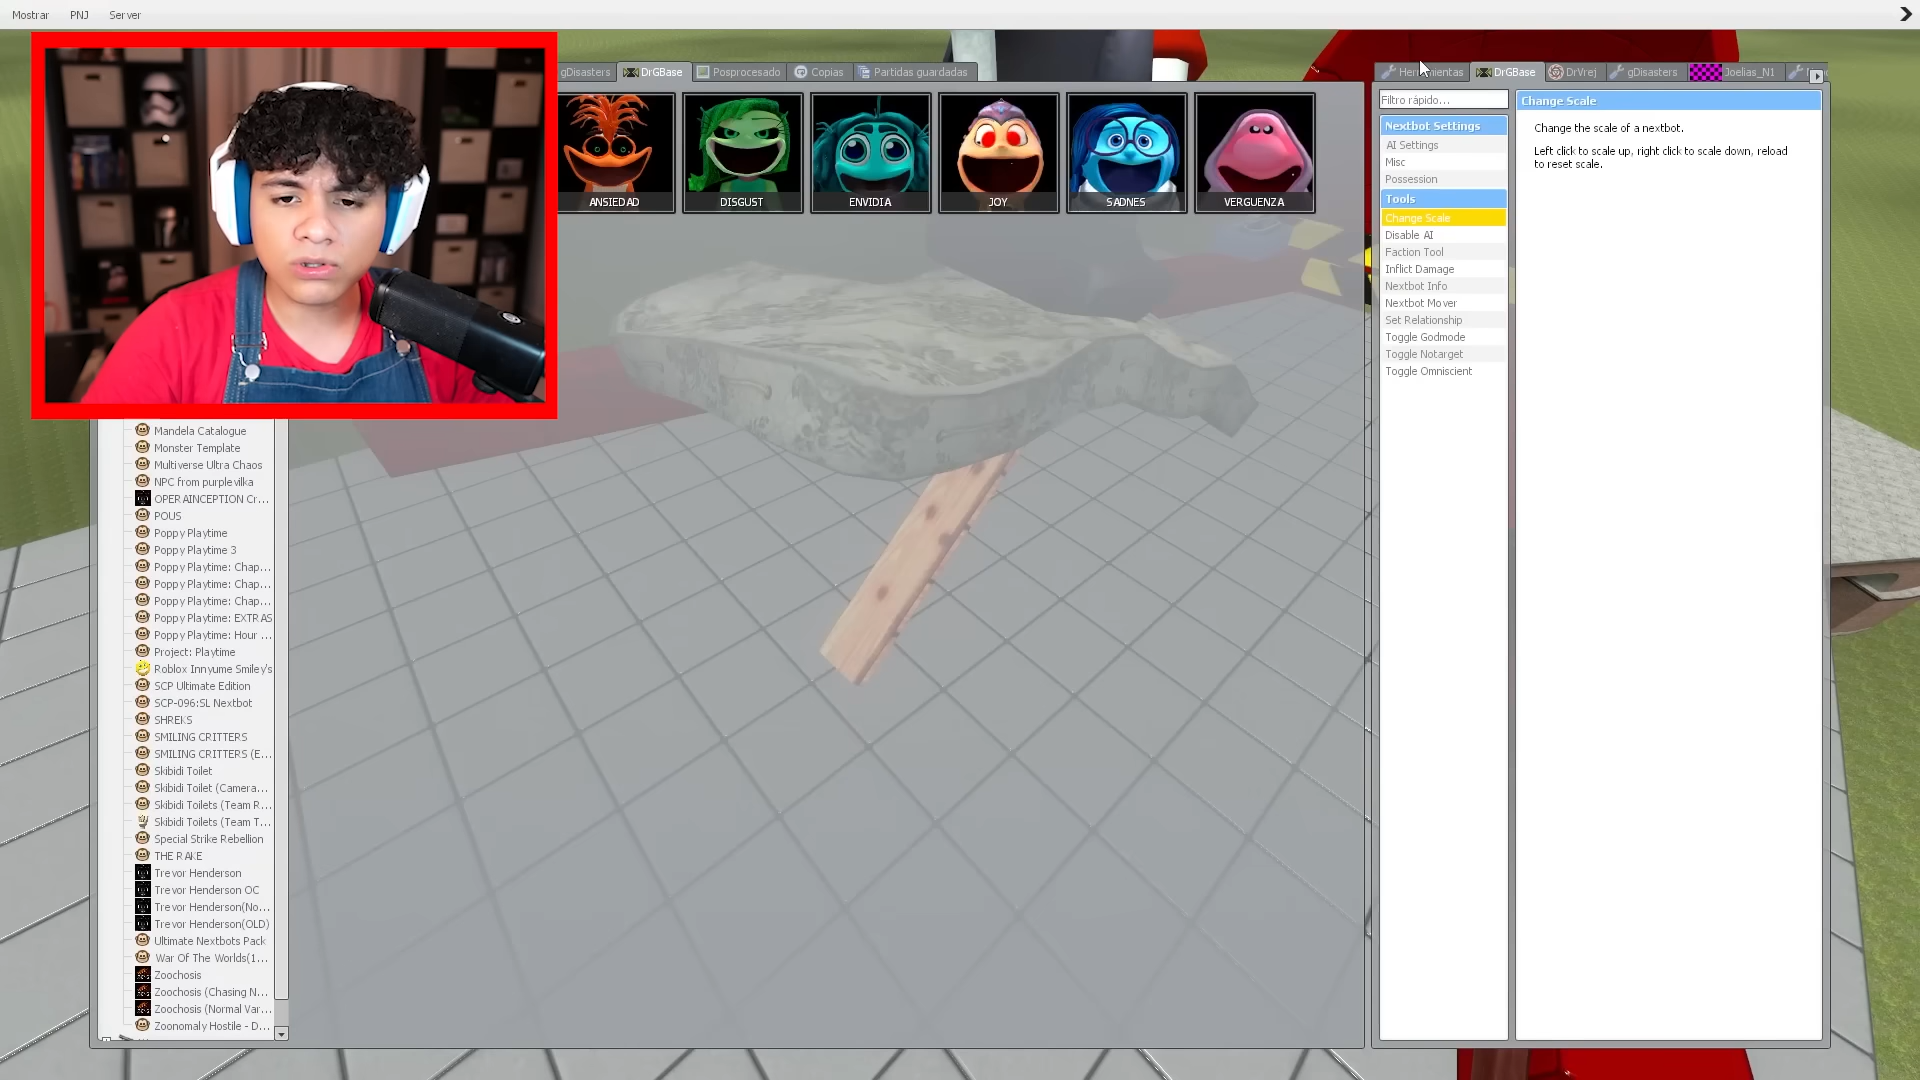 Mostrar PNJ Server
gDisasters DrGBase Posprocesado Copias Partidas guardadas
Herramientas DrGBase DrVrej gDisasters Joelias_N1
ANSIEDAD DISGUST ENVIDIA JOY SADNES VERGUENZA
Mandela Catalogue
Monster Template
Multiverse Ultra Chaos
NPC from purplevilka
OPERAINCEPTION Cr...
POUS
Poppy Playtime
Poppy Playtime 3
Poppy Playtime: Chap...
Poppy Playtime: Chap...
Poppy Playtime: Chap...
Poppy Playtime: EXTRAS
Poppy Playtime: Hour ...
Project: Playtime
Roblox Innyume Smiley's
SCP Ultimate Edition
SCP-096:SL Nextbot
SHREKS
SMILING CRITTERS
SMILING CRITTERS (E...
Skibidi Toilet
Skibidi Toilet (Camera...
Skibidi Toilets (Team R...
Skibidi Toilets (Team T...
Special Strike Rebellion
THE RAKE
Trevor Henderson
Trevor Henderson OC
Trevor Henderson(No...
Trevor Henderson(OLD)
Ultimate Nextbots Pack
War Of The Worlds(1...
Zoochosis
Zoochosis (Chasing N...
Zoochosis (Normal Var...
Zoonomaly Hostile - D...
Filtro rápido...
Nextbot Settings
AI Settings
Misc
Possession
Tools
Change Scale
Disable AI
Faction Tool
Inflict Damage
Nextbot Info
Nextbot Mover
Set Relationship
Toggle Godmode
Toggle Notarget
Toggle Omniscient
Change Scale
Change the scale of a nextbot.
Left click to scale up, right click to scale down, reload
to reset scale.